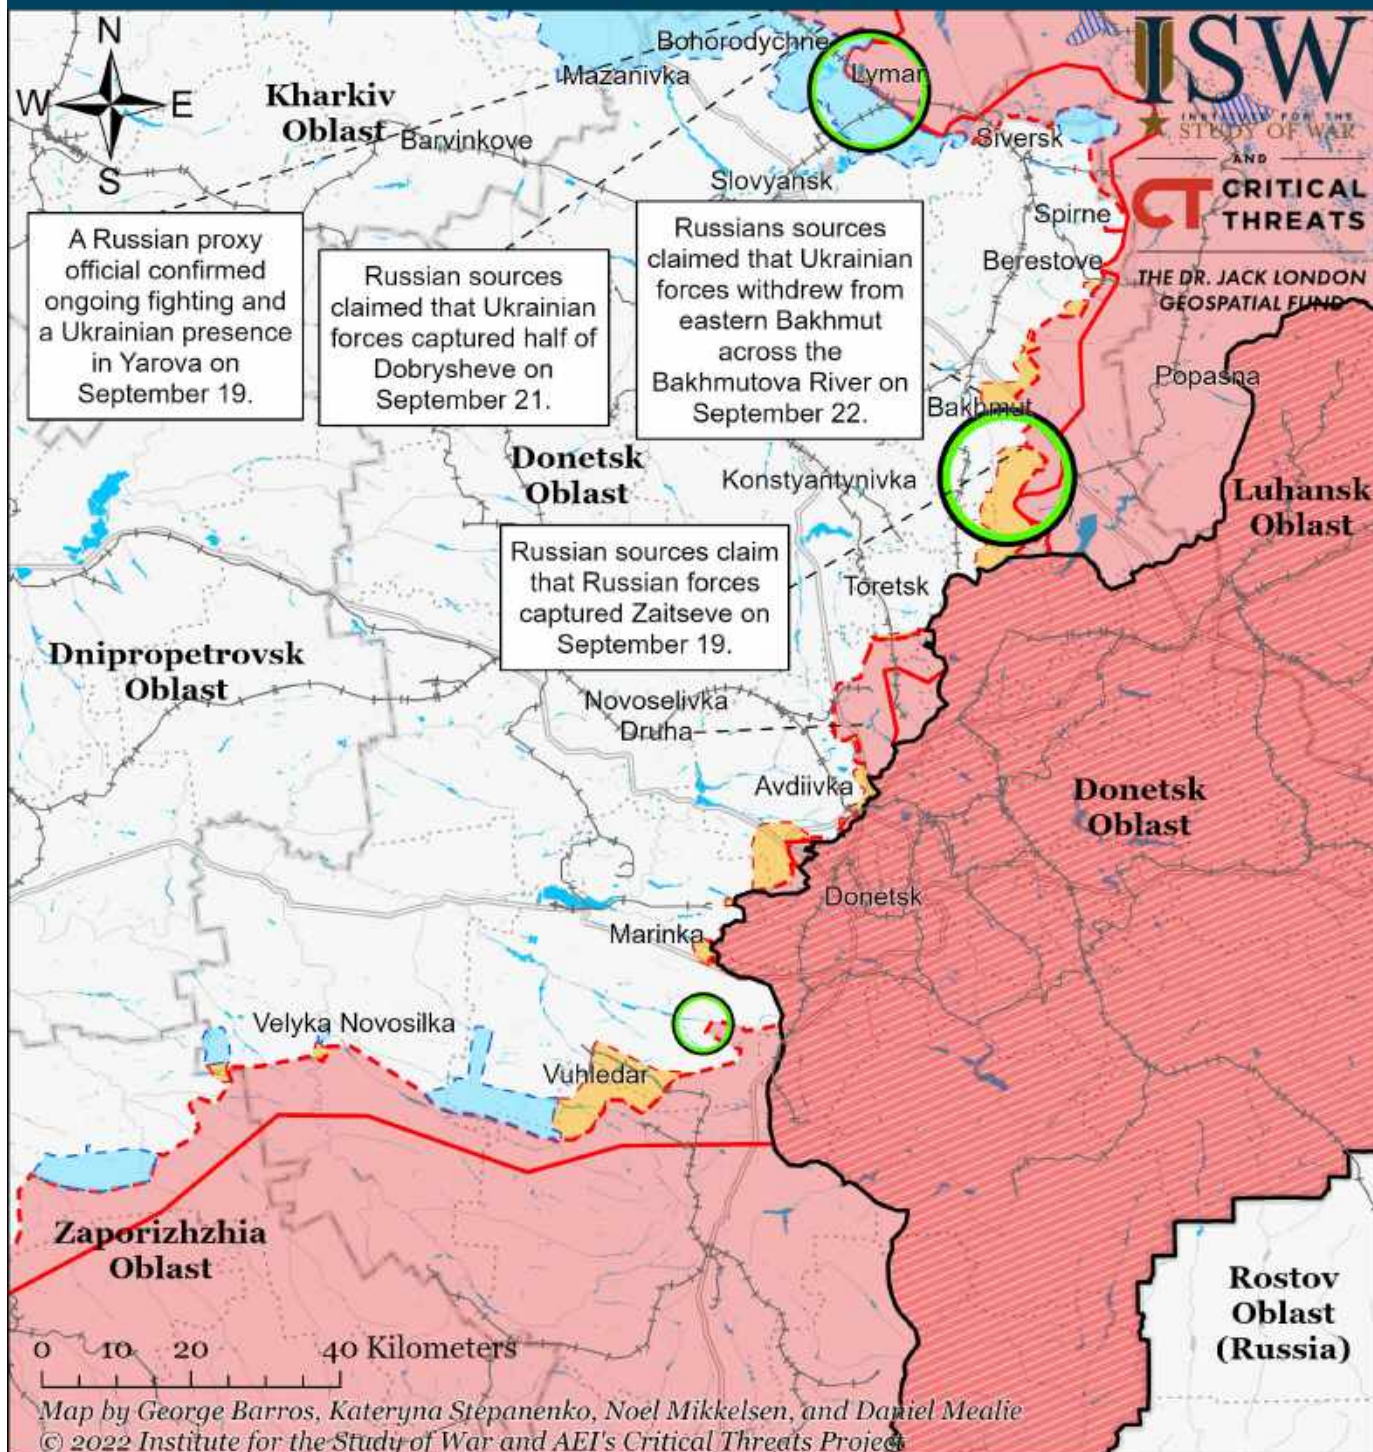 N
W
E
S
Kharkiv
Oblast
Bohorodychne
Mazanivka
Lyman
Barvinkove
Siversk
Slovyansk
ISW
INSTITUTE FOR THE
STUDY OF WAR
AND
CT CRITICAL
THREATS
THE DR. JACK LONDON
GEOSPATIAL FUND
Spirne
Berestove
A Russian proxy
official confirmed
ongoing fighting and
a Ukrainian presence
in Yarova on
September 19.
Russian sources
claimed that Ukrainian
forces captured half of
Dobrysheve on
September 21.
Russians sources
claimed that Ukrainian
forces withdrew from
eastern Bakhmut
across the
Bakhmutova River on
September 22.
Popasna
Bakhmut
Donetsk
Oblast
Konstyantynivka
Luhansk
Oblast
Russian sources claim
that Russian forces
captured Zaitseve on
September 19.
Toretsk
Dnipropetrovsk
Oblast
Novoselivka
Druha
Avdiivka
Donetsk
Oblast
Donetsk
Marinka
Velyka Novosilka
Vuhledar
Zaporizhzhia
Oblast
Rostov
Oblast
(Russia)
0 10 20 40 Kilometers
Map by George Barros, Kateryna Stepanenko, Noel Mikkelsen, and Daniel Mealie
© 2022 Institute for the Study of War and AEI's Critical Threats Project